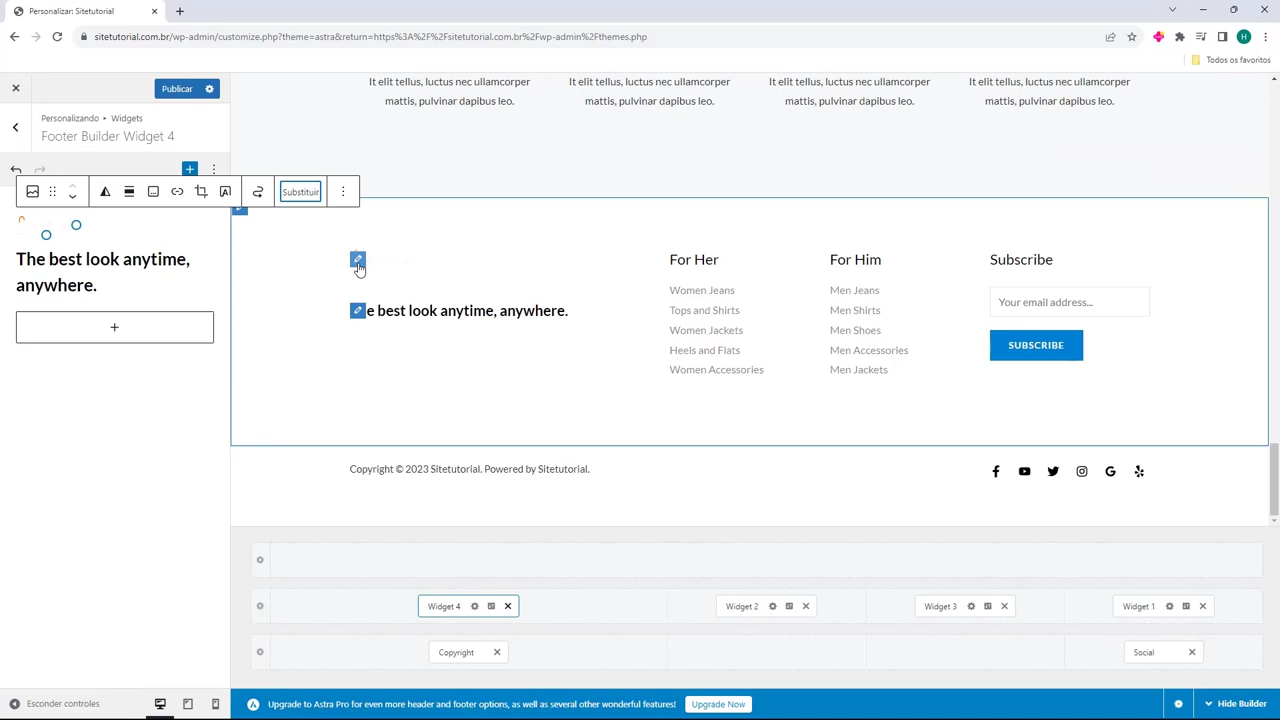 Personalizar: Sitetutorial
sitetutorial.com.br/wp-admin/customize.php?theme=astra&return=https%3A%2F%2Fsitetutorial.com.br%2Fwp-admin%2Fthemes.php
H
Todos os favoritos
Publicar
Personalizando • Widgets
Footer Builder Widget 4
Substituir
The best look anytime,
anywhere.
It elit tellus, luctus nec ullamcorper
mattis, pulvinar dapibus leo.
It elit tellus, luctus nec ullamcorper
mattis, pulvinar dapibus leo.
It elit tellus, luctus nec ullamcorper
mattis, pulvinar dapibus leo.
It elit tellus, luctus nec ullamcorper
mattis, pulvinar dapibus leo.
e best look anytime, anywhere.
For Her
Women Jeans
Tops and Shirts
Women Jackets
Heels and Flats
Women Accessories
For Him
Men Jeans
Men Shirts
Men Shoes
Men Accessories
Men Jackets
Subscribe
Your email address...
SUBSCRIBE
Copyright © 2023 Sitetutorial. Powered by Sitetutorial.
Widget 4
Widget 2
Widget 3
Widget 1
Copyright
Social
Esconder controles
Upgrade to Astra Pro for even more header and footer options, as well as several other wonderful features!
Upgrade Now
Hide Builder